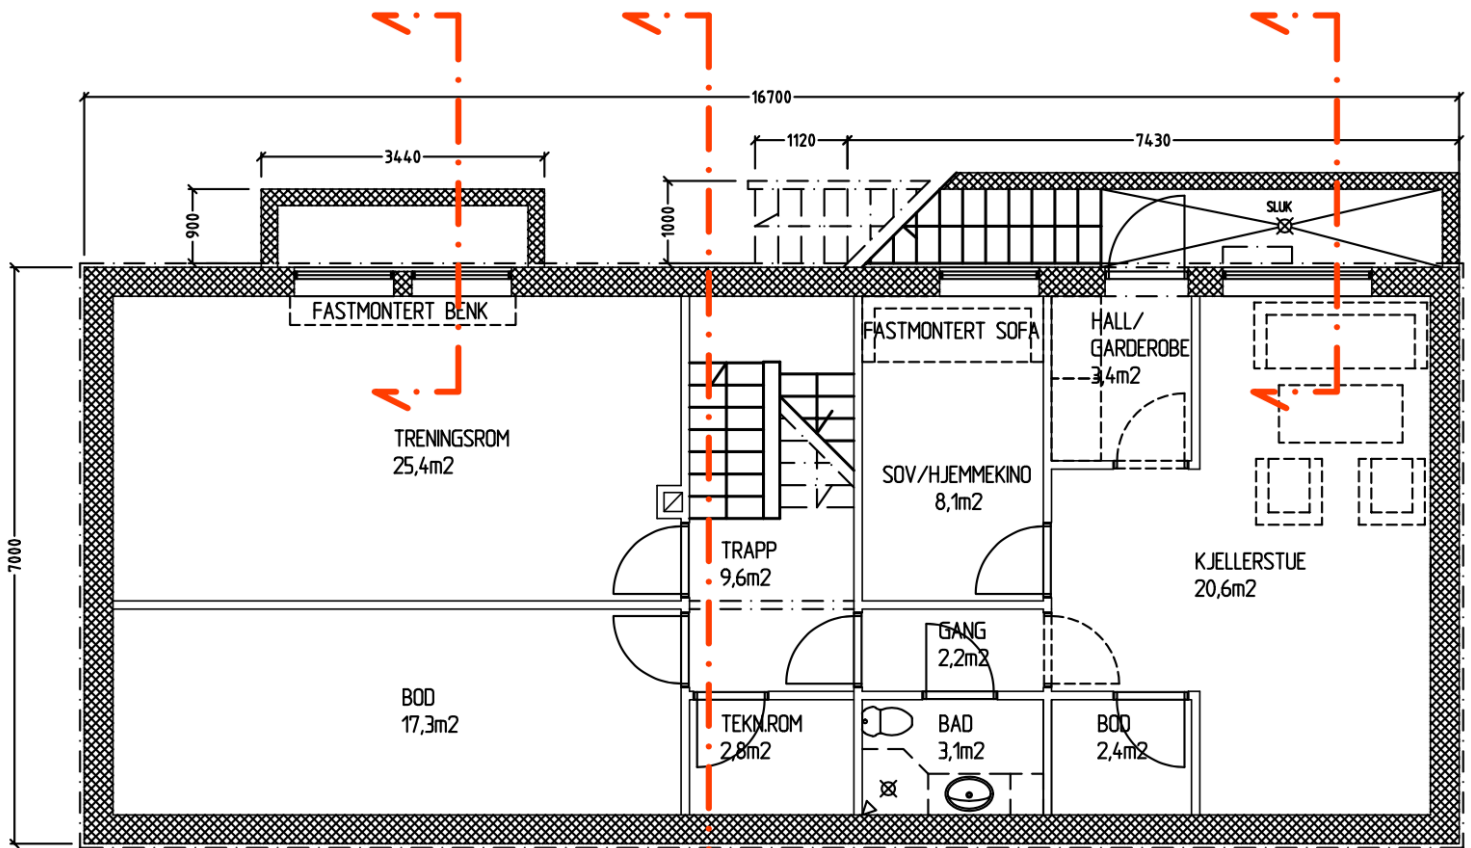 16700
3440
1120
7430
900
1000
SLUK
FASTMONTERT BENK
FASTMONTERT SOFA
HALL/
GARDEROBE
3,4m2
TRENINGSROM
25,4m2
SOV/HJEMMEKINO
8,1m2
7000
TRAPP
9,6m2
KJELLERSTUE
20,6m2
GANG
2,2m2
BOD
17,3m2
TEKN.ROM
2,8m2
BAD
3,1m2
BOD
2,4m2